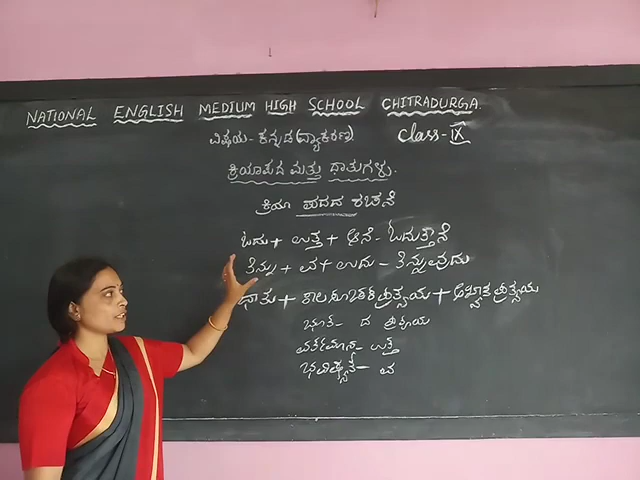 NATIONAL ENGLISH MEDIUM HIGH SCHOOL CHITRADURGA.
ವಿಷಯ- ಕನ್ನಡ (ವ್ಯಾಕರಣ) Class- IX
ಕ್ರಿಯಾಪದ ಮತ್ತು ಧಾತುಗಳು.
ಕ್ರಿಯಾ ಪದದ ರಚನೆ
ಓದು + ಉತ್ತ + ಆನೆ - ಓದುತ್ತಾನೆ
ತಿನ್ನು + ವ + ಉದು - ತಿನ್ನುವುದು
ಧಾತು + ಕಾಲಸೂಚಕ ಪ್ರತ್ಯಯ + ಆಖ್ಯಾತ ಪ್ರತ್ಯಯ
ಭೂತ - ದ ಪ್ರತ್ಯಯ
ವರ್ತಮಾನ - ಉತ್ತ
ಭವಿಷ್ಯತ್ - ವ